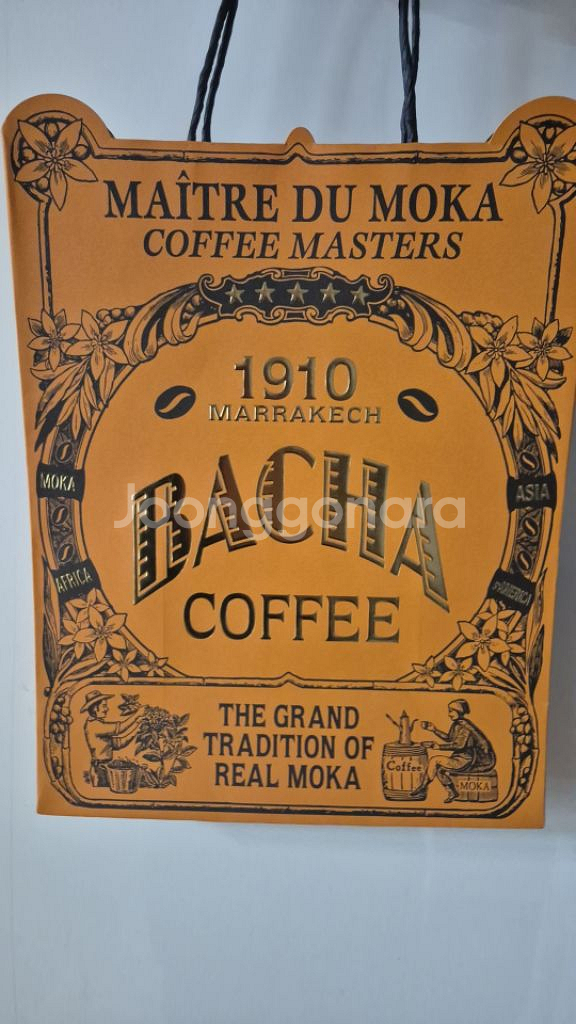 MAÎTRE DU MOKA
COFFEE MASTERS
1910
MARRAKECH
BACHA
COFFEE
MOKA
ASIA
AFRICA
S·AMERICA
THE GRAND
TRADITION OF
REAL MOKA
Coffee
MOKA
Joonggonara